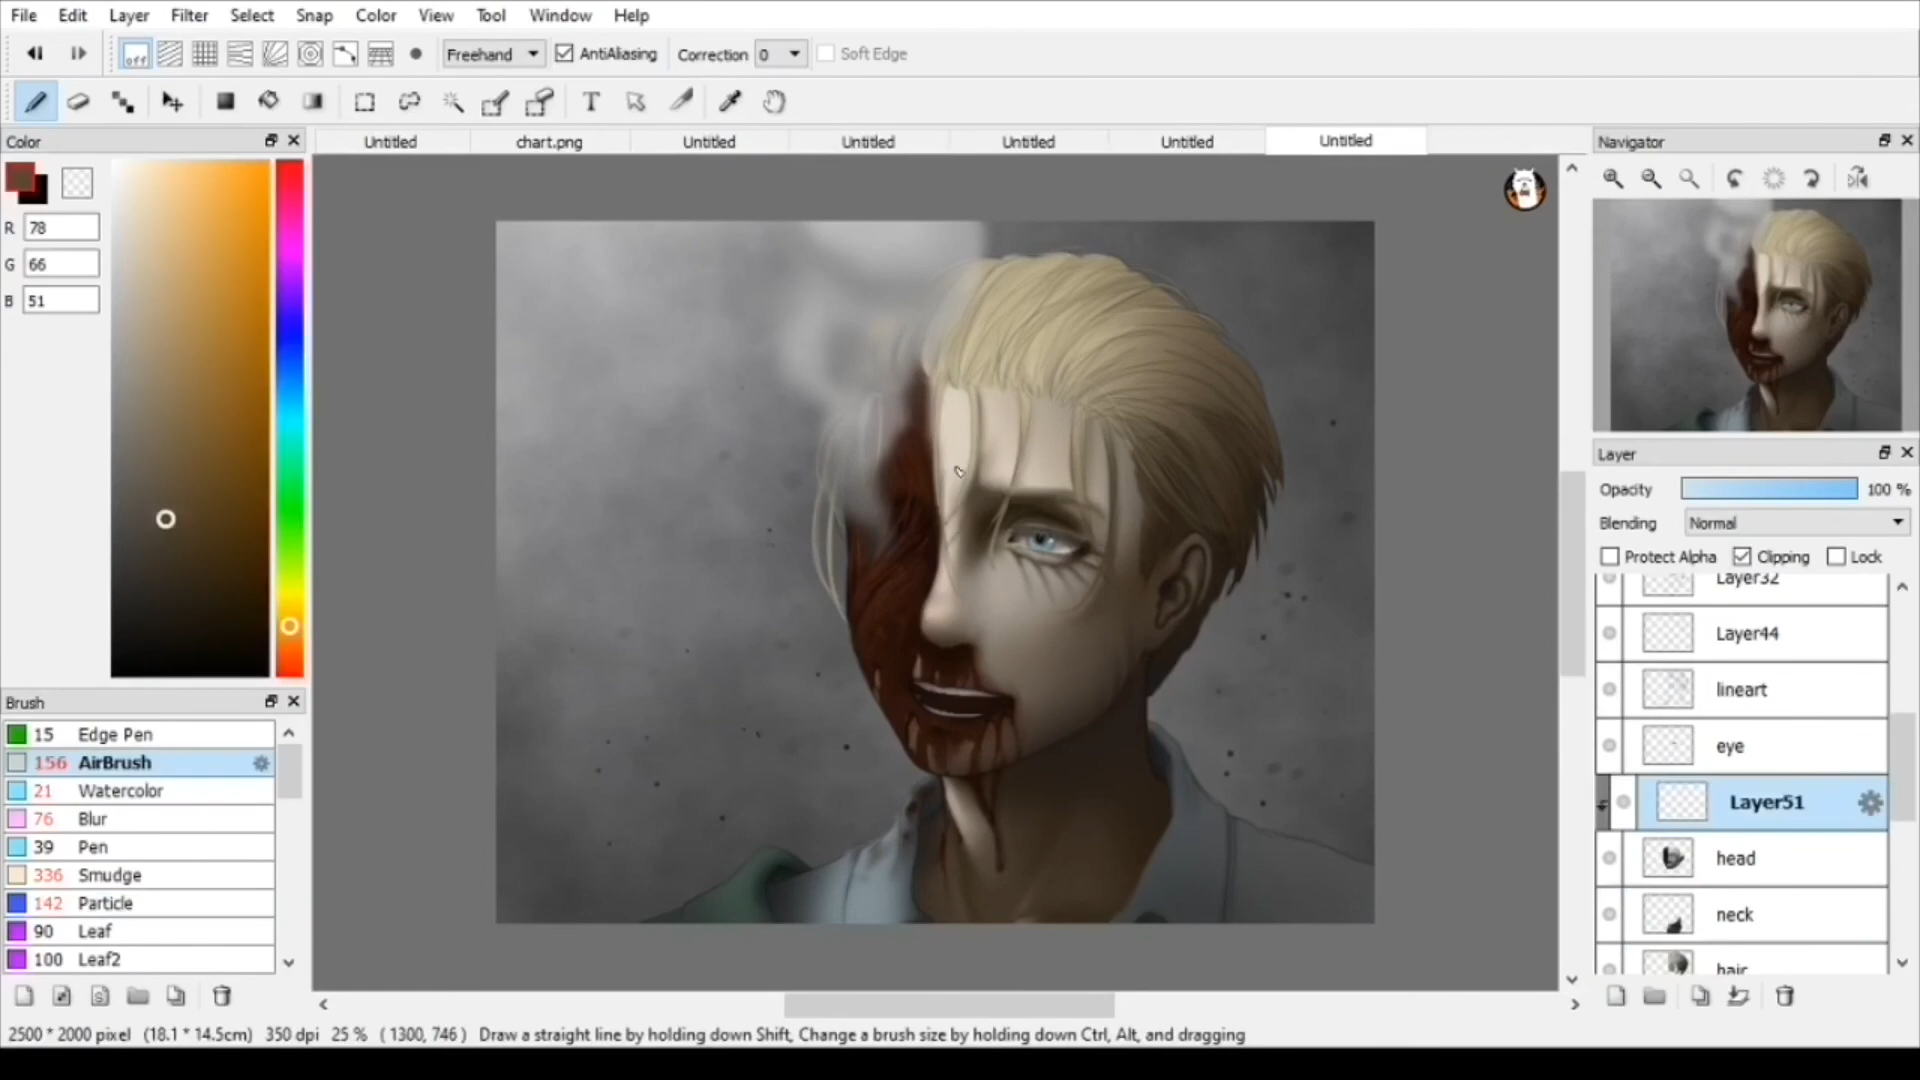 File Edit Layer Filter Select Snap Color View Tool Window Help
off Freehand AntiAliasing Correction 0 Soft Edge
T
Color
Untitled chart.png Untitled Untitled Untitled Untitled Untitled
Navigator
R 78
G 66
B 51
Layer
Opacity 100 %
Blending Normal
Protect Alpha Clipping Lock
Layer32
Layer44
lineart
eye
Layer51
head
neck
hair
Brush
15 Edge Pen
156 AirBrush
21 Watercolor
76 Blur
39 Pen
336 Smudge
142 Particle
90 Leaf
100 Leaf2
2500 * 2000 pixel (18.1 * 14.5cm) 350 dpi 25 % ( 1300, 746 ) Draw a straight line by holding down Shift, Change a brush size by holding down Ctrl, Alt, and dragging